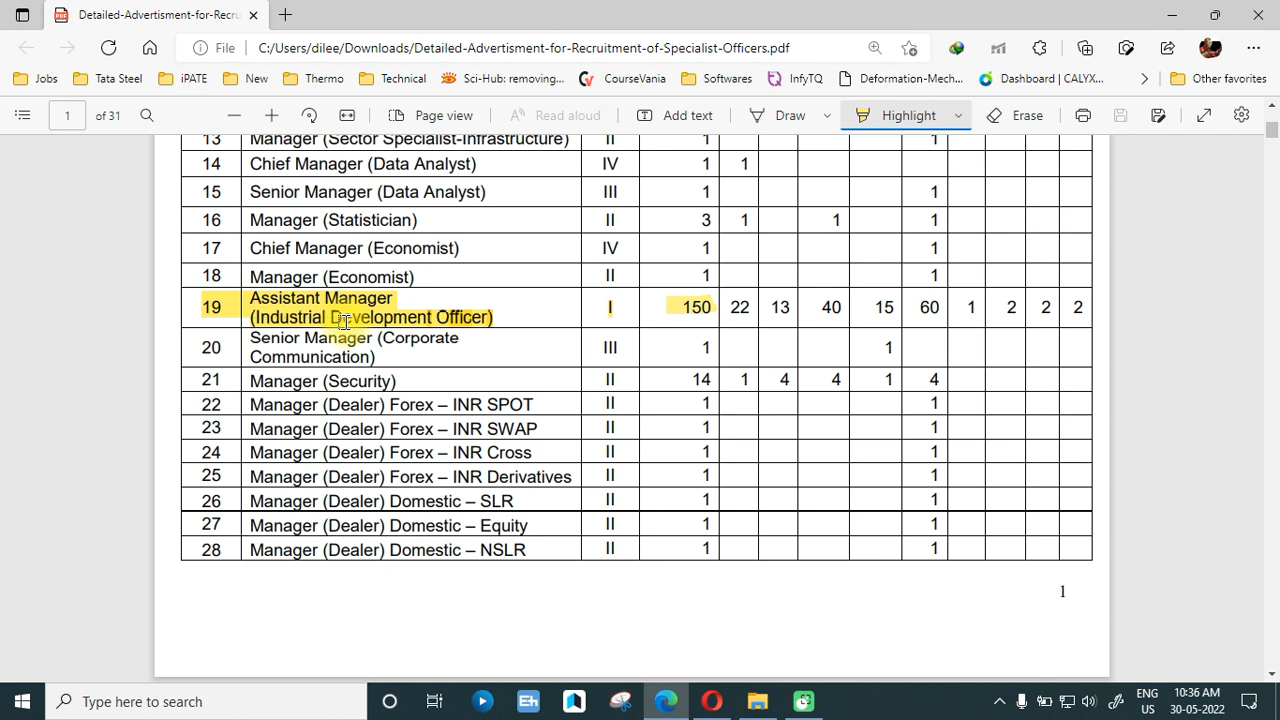 Detailed-Advertisment-for-Recru
File C:/Users/dilee/Downloads/Detailed-Advertisment-for-Recruitment-of-Specialist-Officers.pdf
Jobs Tata Steel iPATE New Thermo Technical Sci-Hub: removing... CourseVania Softwares InfyTQ Deformation-Mech... Dashboard | CALYX... Other favorites
1 of 31 Page view Read aloud Add text Draw Highlight Erase
13 Manager (Sector Specialist-Infrastructure) II 1 1
14 Chief Manager (Data Analyst) IV 1 1
15 Senior Manager (Data Analyst) III 1 1
16 Manager (Statistician) II 3 1 1 1
17 Chief Manager (Economist) IV 1 1
18 Manager (Economist) II 1 1
Assistant Manager
19 (Industrial Development Officer) I 150 22 13 40 15 60 1 2 2 2
Senior Manager (Corporate
20 Communication) III 1 1
21 Manager (Security) II 14 1 4 4 1 4
22 Manager (Dealer) Forex – INR SPOT II 1 1
23 Manager (Dealer) Forex – INR SWAP II 1 1
24 Manager (Dealer) Forex – INR Cross II 1 1
25 Manager (Dealer) Forex – INR Derivatives II 1 1
26 Manager (Dealer) Domestic – SLR II 1 1
27 Manager (Dealer) Domestic – Equity II 1 1
28 Manager (Dealer) Domestic – NSLR II 1 1
1
Type here to search
ENG 10:36 AM
US 30-05-2022